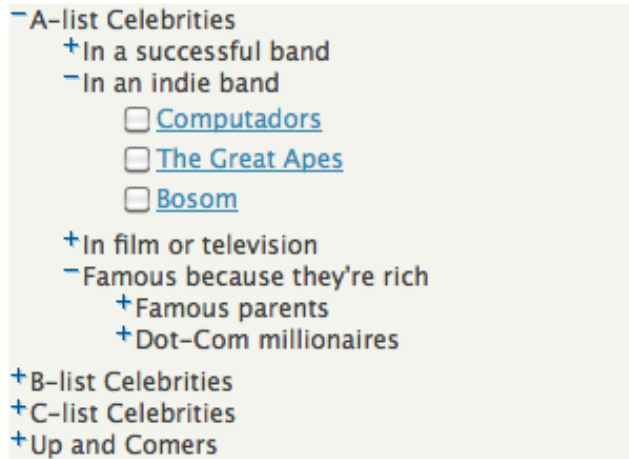 −A-list Celebrities
+In a successful band
−In an indie band
Computadors
The Great Apes
Bosom
+In film or television
−Famous because they're rich
+Famous parents
+Dot-Com millionaires
+B-list Celebrities
+C-list Celebrities
+Up and Comers